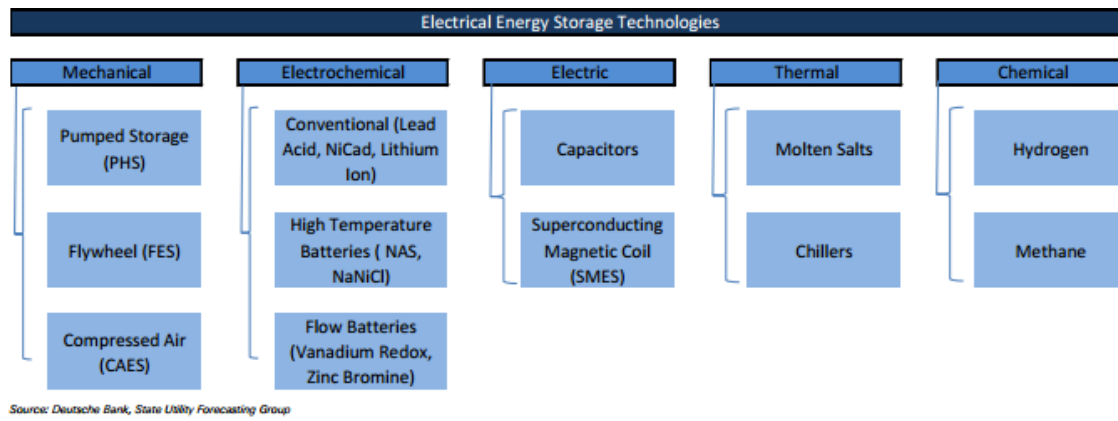 Electrical Energy Storage Technologies
Mechanical
Pumped Storage
(PHS)
Flywheel (FES)
Compressed Air
(CAES)
Electrochemical
Conventional (Lead
Acid, NiCad, Lithium
Ion)
High Temperature
Batteries ( NAS,
NaNiCl)
Flow Batteries
(Vanadium Redox,
Zinc Bromine)
Electric
Capacitors
Superconducting
Magnetic Coil
(SMES)
Thermal
Molten Salts
Chillers
Chemical
Hydrogen
Methane
Source: Deutsche Bank, State Utility Forecasting Group